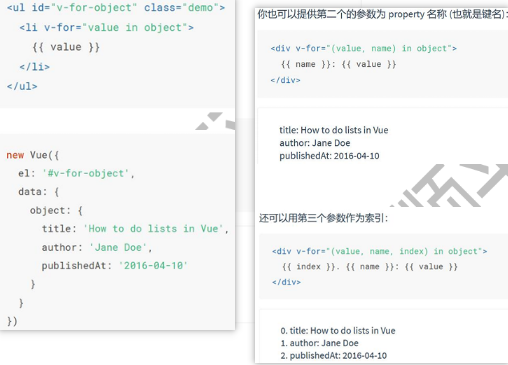 <ul id="v-for-object" class="demo">
<li v-for="value in object">
{{ value }}
</li>
</ul>
new Vue({
el: '#v-for-object',
data: {
object: {
title: 'How to do lists in Vue',
author: 'Jane Doe',
publishedAt: '2016-04-10'
}
}
})
你也可以提供第二个的参数为 property 名称 (也就是键名)：
<div v-for="(value, name) in object">
{{ name }}: {{ value }}
</div>
title: How to do lists in Vue
author: Jane Doe
publishedAt: 2016-04-10
还可以用第三个参数作为索引：
<div v-for="(value, name, index) in object">
{{ index }}. {{ name }}: {{ value }}
</div>
0. title: How to do lists in Vue
1. author: Jane Doe
2. publishedAt: 2016-04-10